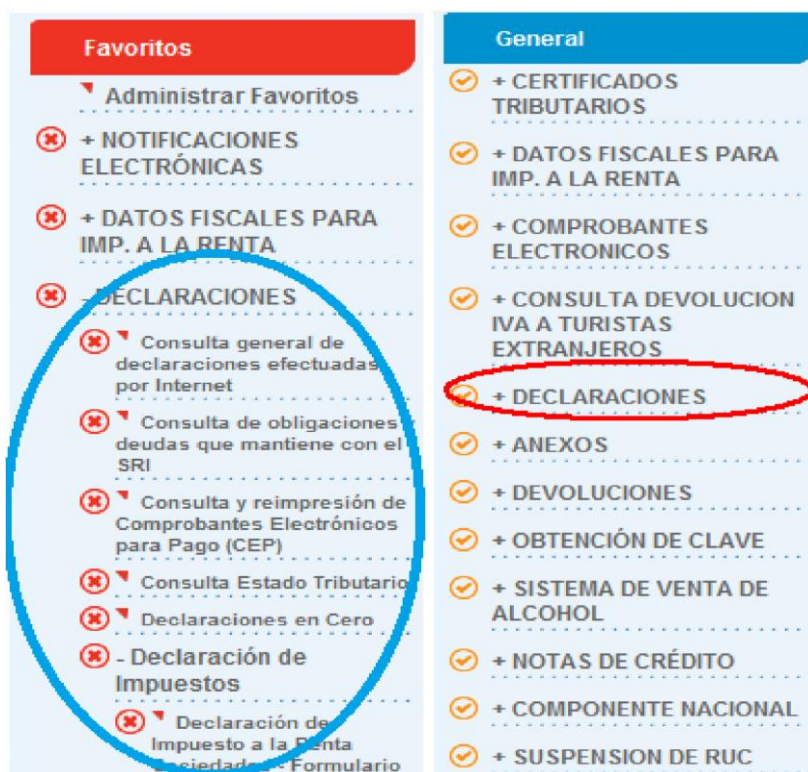 Favoritos
Administrar Favoritos
+ NOTIFICACIONES
ELECTRÓNICAS
+ DATOS FISCALES PARA
IMP. A LA RENTA
- DECLARACIONES
Consulta general de
declaraciones efectuadas
por Internet
Consulta de obligaciones
deudas que mantiene con el
SRI
Consulta y reimpresión de
Comprobantes Electrónicos
para Pago (CEP)
Consulta Estado Tributario
Declaraciones en Cero
- Declaración de
Impuestos
Declaración de
Impuesto a la Renta
Sociedades - Formulario
General
+ CERTIFICADOS
TRIBUTARIOS
+ DATOS FISCALES PARA
IMP. A LA RENTA
+ COMPROBANTES
ELECTRONICOS
+ CONSULTA DEVOLUCION
IVA A TURISTAS
EXTRANJEROS
+ DECLARACIONES
+ ANEXOS
+ DEVOLUCIONES
+ OBTENCIÓN DE CLAVE
+ SISTEMA DE VENTA DE
ALCOHOL
+ NOTAS DE CRÉDITO
+ COMPONENTE NACIONAL
+ SUSPENSION DE RUC